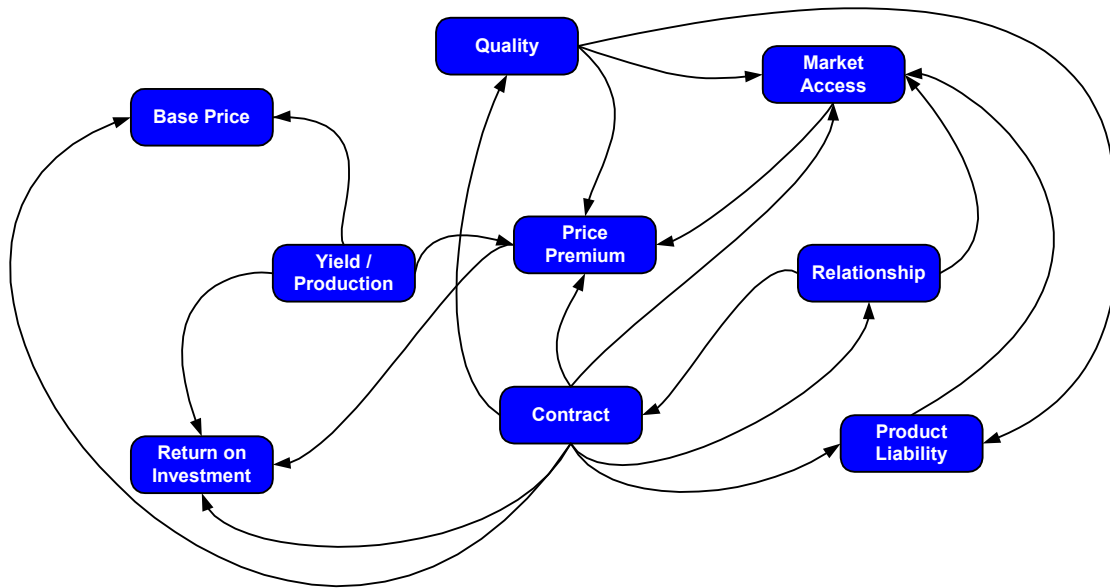 Quality
Market
Access
Base Price
Price
Premium
Yield /
Production
Relationship
Contract
Product
Liability
Return on
Investment